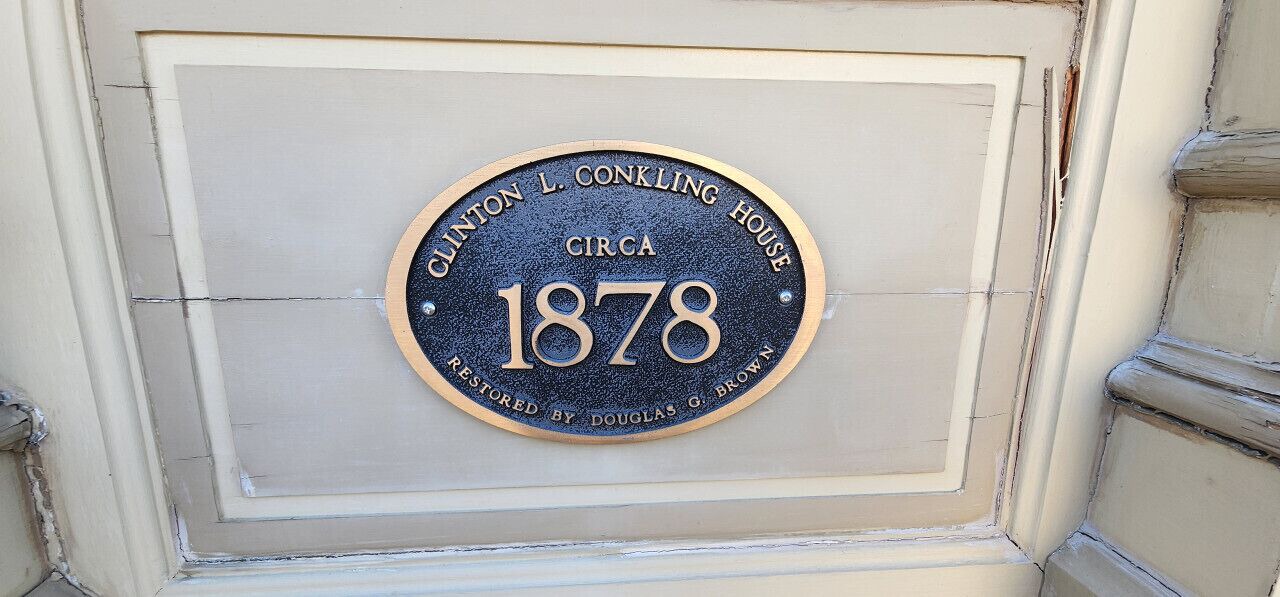 CLINTON L. CONKLING HOUSE
CIRCA
1878
RESTORED BY DOUGLAS G. BROWN